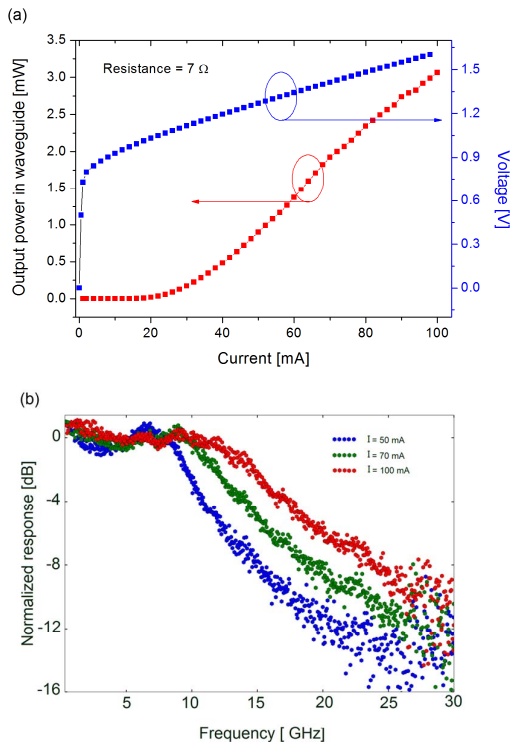 (a)
Resistance = 7 Ω
Output power in waveguide [mW]
3.5
3.0
2.5
2.0
1.5
1.0
0.5
0.0
1.5
1.2
0.9
0.6
0.3
0.0
Voltage [V]
0 20 40 60 80 100
Current [mA]
(b)
Normalized response [dB]
0
-4
-8
-12
-16
I = 50 mA
I = 70 mA
I = 100 mA
5 10 15 20 25 30
Frequency [ GHz]